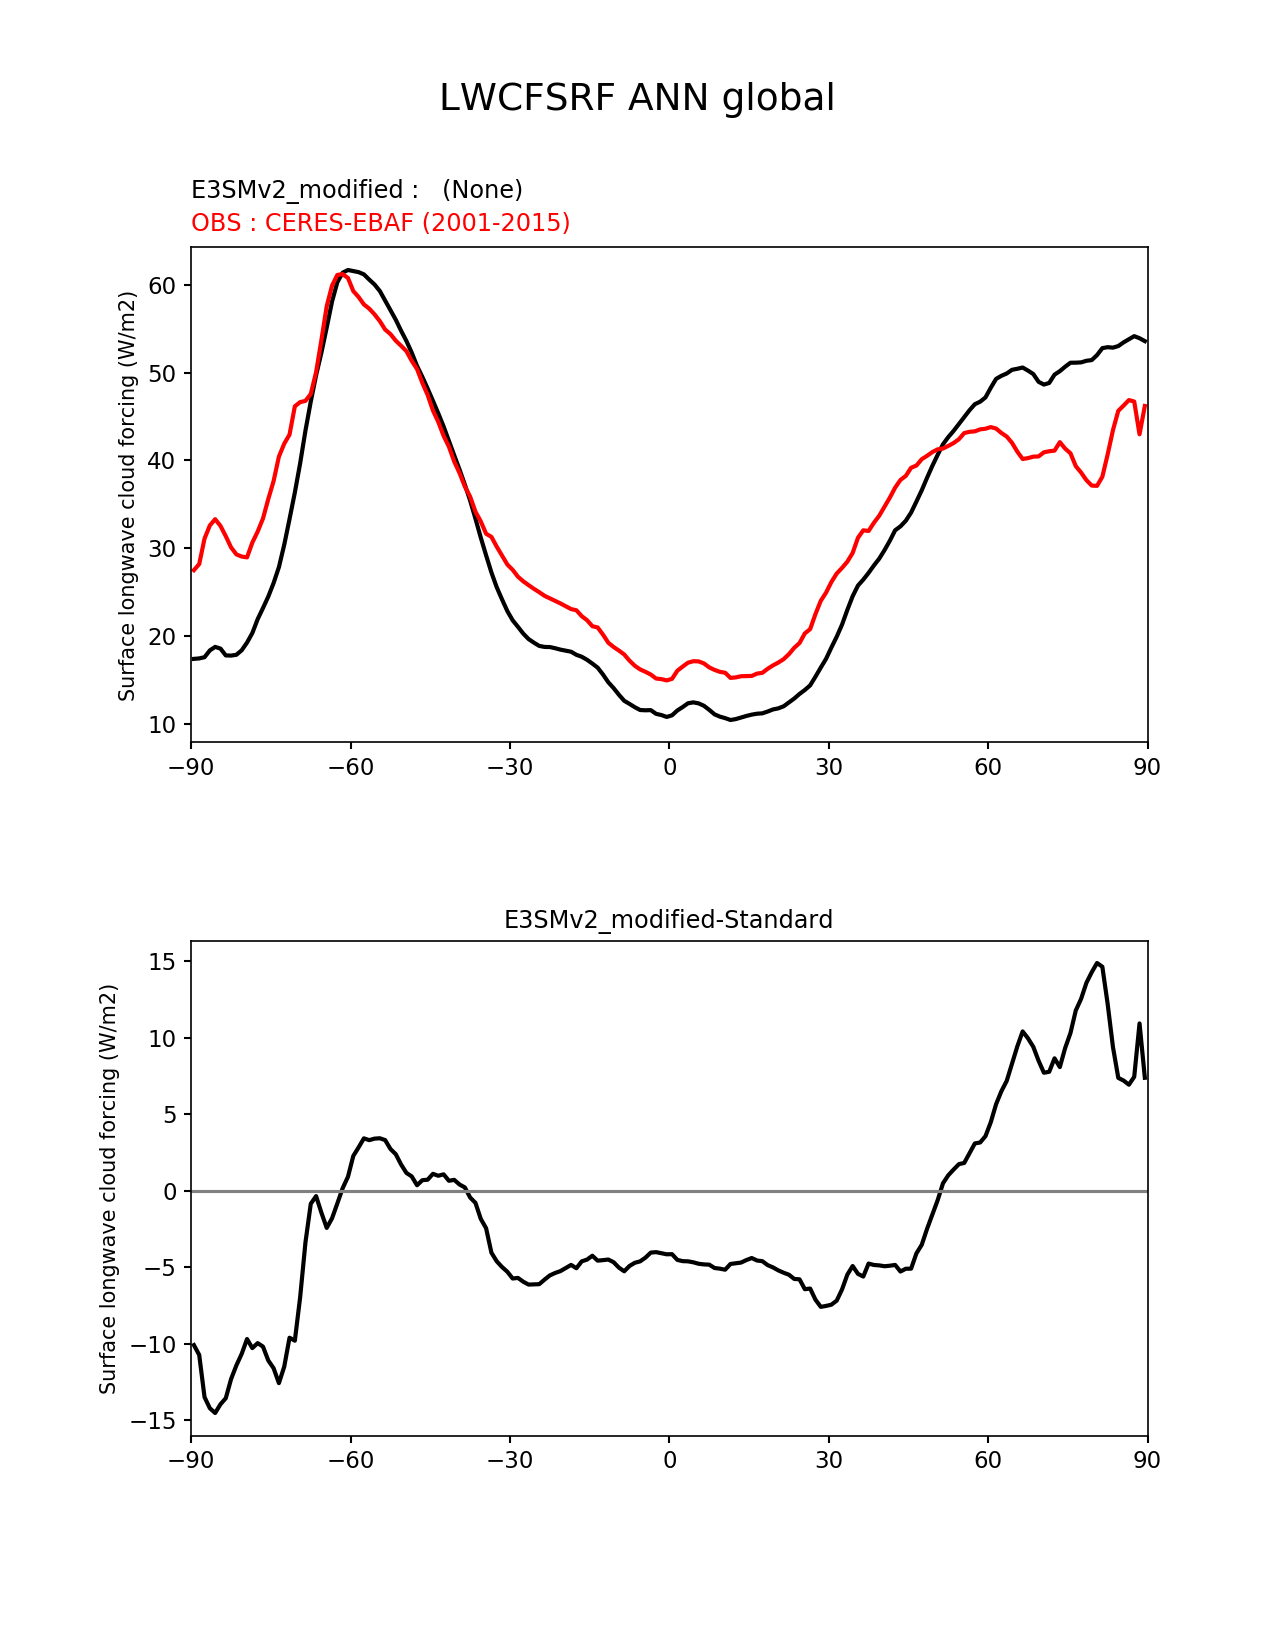 LWCFSRF ANN global
E3SMv2_modified :   (None)
OBS : CERES-EBAF (2001-2015)
Surface longwave cloud forcing (W/m2)
60
50
40
30
20
10
−90 −60 −30 0 30 60 90
E3SMv2_modified-Standard
Surface longwave cloud forcing (W/m2)
15
10
5
0
−5
−10
−15
−90 −60 −30 0 30 60 90